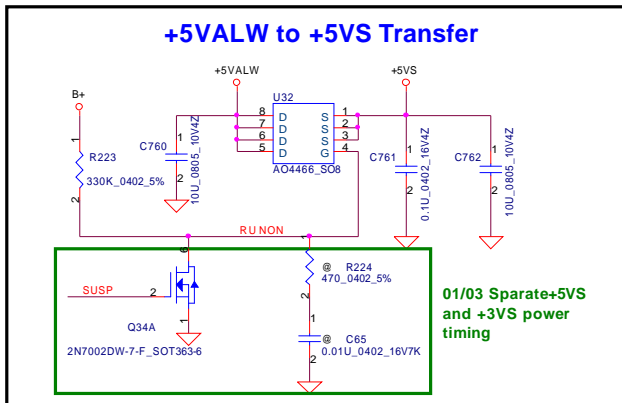 +5VALW to +5VS Transfer
+5VALW
+5VS
B+
U32
8 D S 1
7 D S 2
6 D S 3
5 D G 4
AO4466_SO8
1
C760
2
10U_0805_10V4Z
1
R223
330K_0402_5%
2
1
C761
2
0.1U_0402_16V4Z
1
C762
2
10U_0805_10V4Z
RUNON
6
SUSP
2
1
Q34A
2N7002DW-7-F_SOT363-6
1
@ R224
470_0402_5%
2
1
@ C65
0.01U_0402_16V7K
2
01/03 Sparate+5VS
and +3VS power
timing